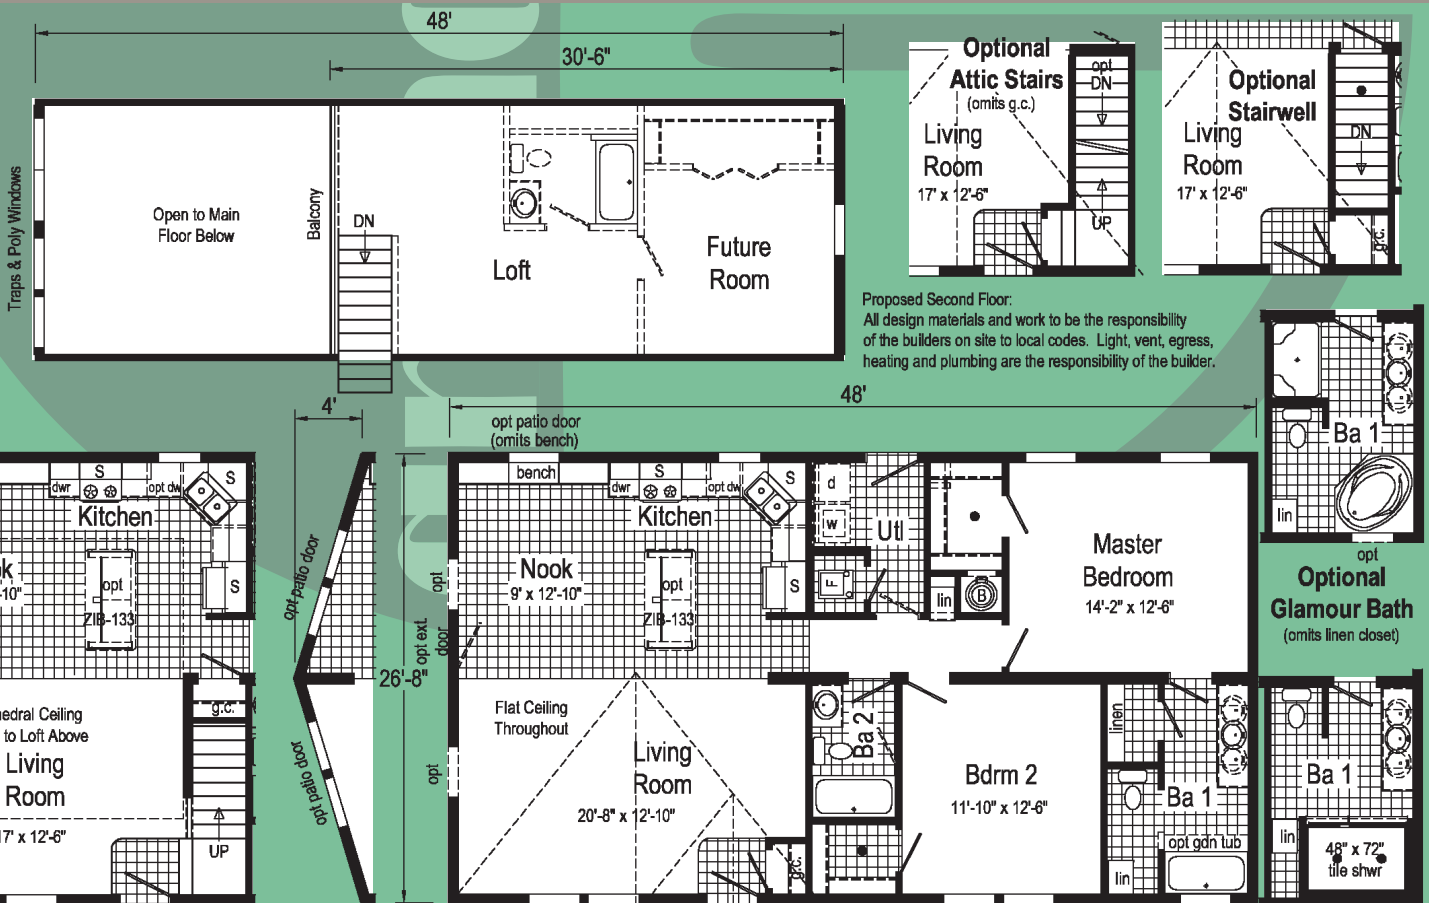 48'
30'-6"
Traps & Poly Windows
Open to Main
Floor Below
Balcony
DN
Loft
Future
Room
Optional
Attic Stairs
(omits g.c.)
opt
DN
Living
Room
17' x 12'-6"
UP
Optional
Stairwell
Living
Room
17' x 12'-6"
DN
g.c.
Proposed Second Floor:
All design materials and work to be the responsibility
of the builders on site to local codes. Light, vent, egress,
heating and plumbing are the responsibility of the builder.
4'
48'
opt patio door
(omits bench)
S
dwr
opt dw
S
Kitchen
-10"
opt
ZIB-133
S
g.c.
to Loft Above
Ceiling
Living
Room
17' x 12'-6"
UP
opt patio door
opt patio door
26'-8"
opt
opt ext.
door
opt
bench
S
dwr
opt dw
S
Kitchen
Nook
9' x 12'-10"
opt
ZIB-133
S
Flat Ceiling
Throughout
Living
Room
20'-8" x 12'-10"
g.c.
d
w
Utl
F
lin
B
Master
Bedroom
14'-2" x 12'-6"
Ba 2
Bdrm 2
11'-10" x 12'-6"
linen
Ba 1
opt gdn tub
lin
Ba 1
lin
opt
Optional
Glamour Bath
(omits linen closet)
Ba 1
lin
48" x 72"
tile shwr